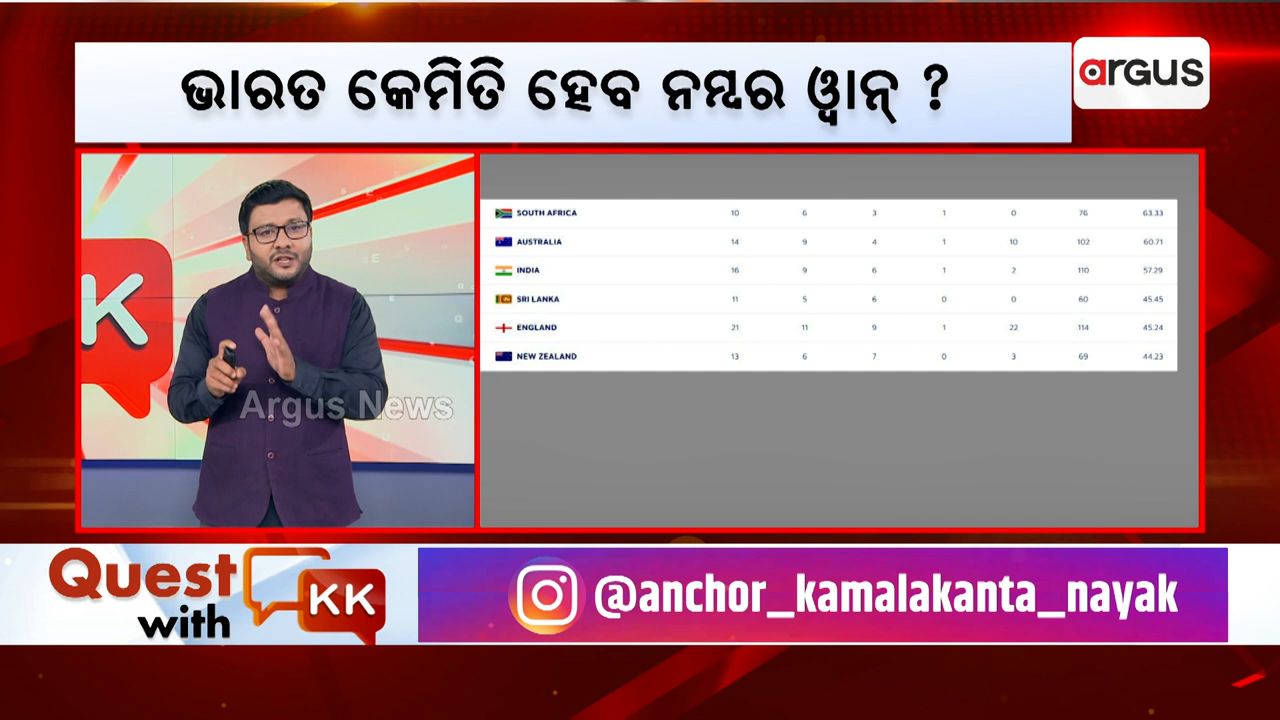 ଭାରତ କେମିତି ହେବ ନମ୍ବର ୱାନ୍ ?
argus
SOUTH AFRICA 10 6 3 1 0 76 63.33
AUSTRALIA 14 9 4 1 10 102 60.71
INDIA 16 9 6 1 2 110 57.29
SRI LANKA 11 5 6 0 0 60 45.45
ENGLAND 21 11 9 1 22 114 45.24
NEW ZEALAND 13 6 7 0 3 69 44.23
K
Argus News
Quest
with
KK
@anchor_kamalakanta_nayak